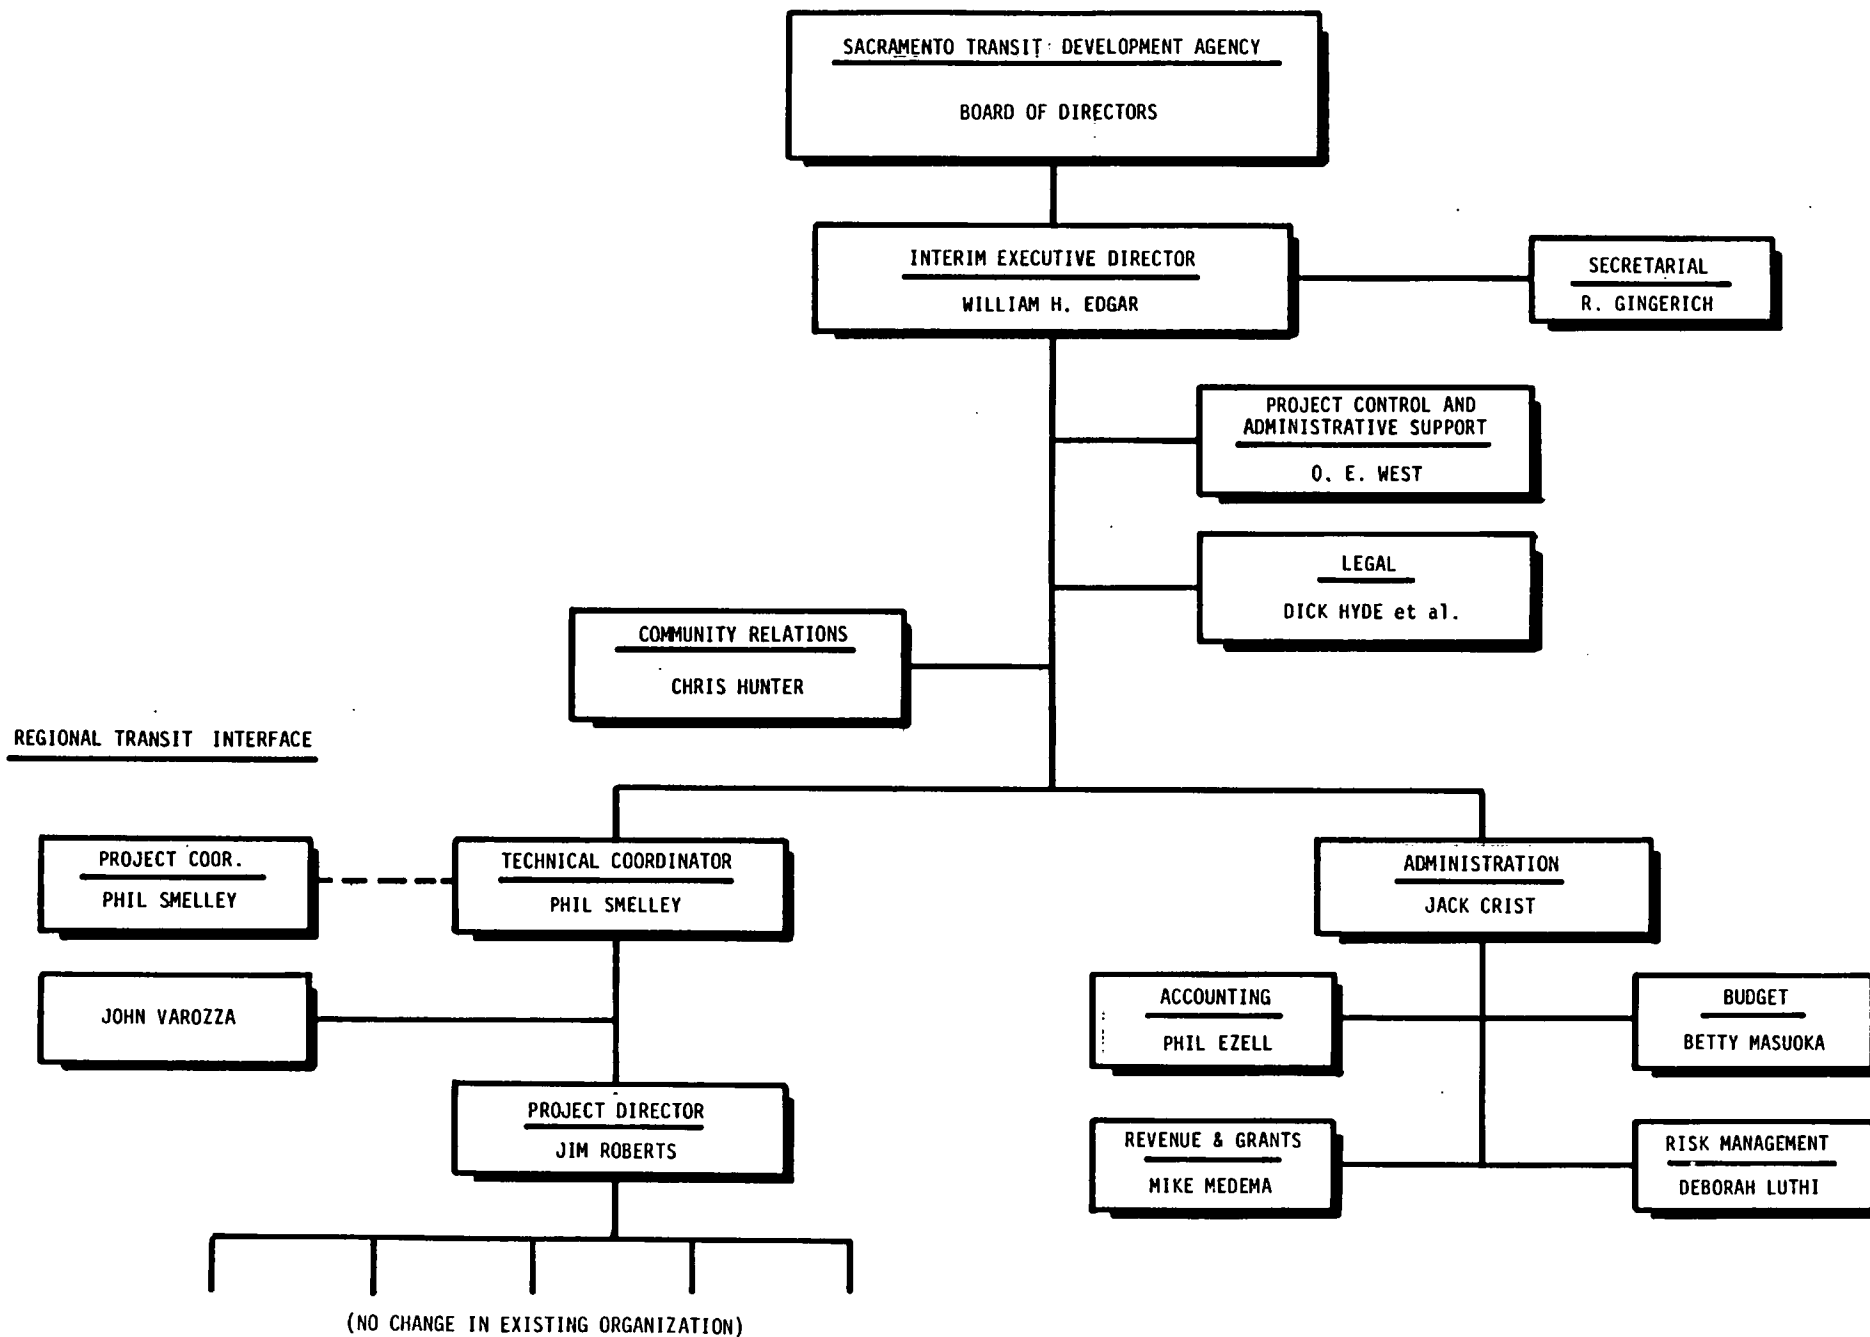 SACRAMENTO TRANSIT DEVELOPMENT AGENCY
BOARD OF DIRECTORS
INTERIM EXECUTIVE DIRECTOR
WILLIAM H. EDGAR
SECRETARIAL
R. GINGERICH
PROJECT CONTROL AND
ADMINISTRATIVE SUPPORT
O. E. WEST
LEGAL
DICK HYDE et al.
COMMUNITY RELATIONS
CHRIS HUNTER
REGIONAL TRANSIT INTERFACE
PROJECT COOR.
PHIL SMELLEY
TECHNICAL COORDINATOR
PHIL SMELLEY
ADMINISTRATION
JACK CRIST
JOHN VAROZZA
ACCOUNTING
PHIL EZELL
BUDGET
BETTY MASUOKA
PROJECT DIRECTOR
JIM ROBERTS
REVENUE & GRANTS
MIKE MEDEMA
RISK MANAGEMENT
DEBORAH LUTHI
(NO CHANGE IN EXISTING ORGANIZATION)